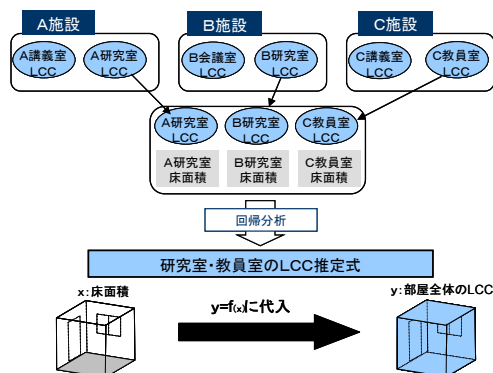 A施設
B施設
C施設
A講義室
LCC
A研究室
LCC
B会議室
LCC
B研究室
LCC
C講義室
LCC
C教員室
LCC
A研究室
LCC
B研究室
LCC
C教員室
LCC
A研究室
床面積
B研究室
床面積
C教員室
床面積
回帰分析
研究室・教員室のLCC推定式
x:床面積
y:部屋全体のLCC
y=f(x)に代入